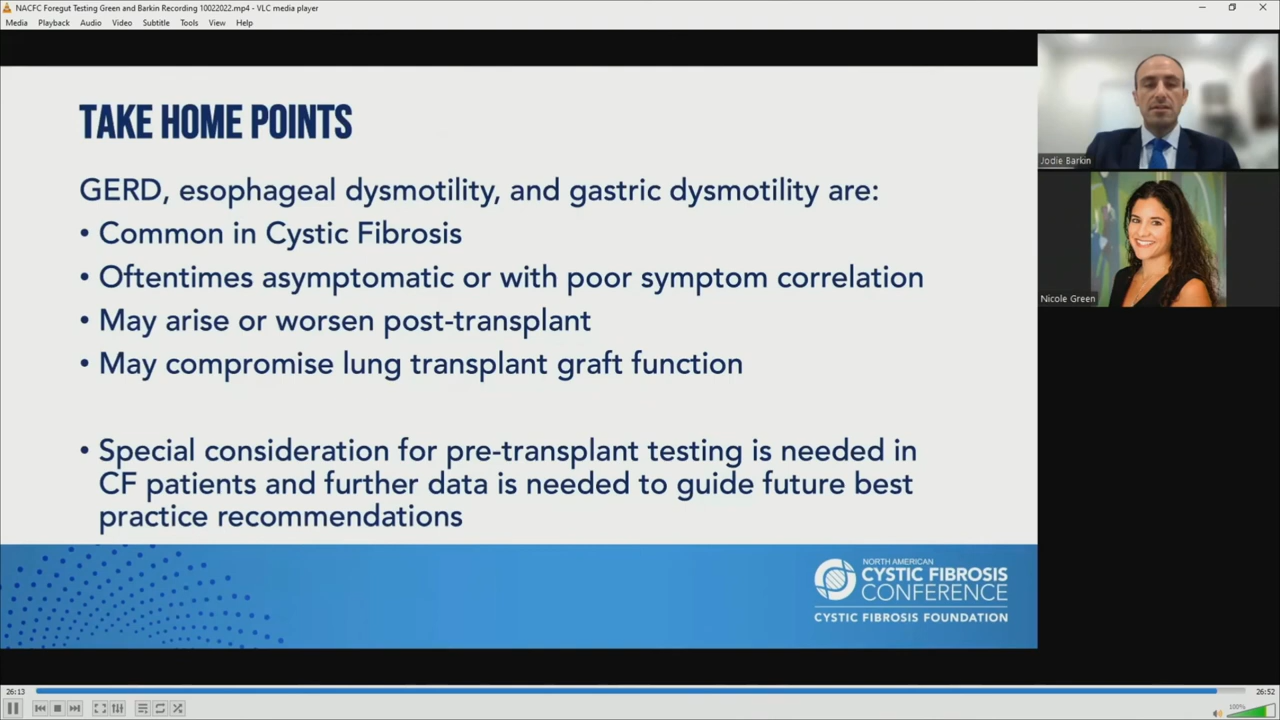 NACFC Foregut Testing Green and Barkin Recording 10022022.mp4 - VLC media player
Media Playback Audio Video Subtitle Tools View Help
TAKE HOME POINTS
GERD, esophageal dysmotility, and gastric dysmotility are:
• Common in Cystic Fibrosis
• Oftentimes asymptomatic or with poor symptom correlation
• May arise or worsen post-transplant
• May compromise lung transplant graft function
• Special consideration for pre-transplant testing is needed in
CF patients and further data is needed to guide future best
practice recommendations
NORTH AMERICAN
CYSTIC FIBROSIS
CONFERENCE
CYSTIC FIBROSIS FOUNDATION
Jodie Barkin
Nicole Green
26:13
26:52
100%